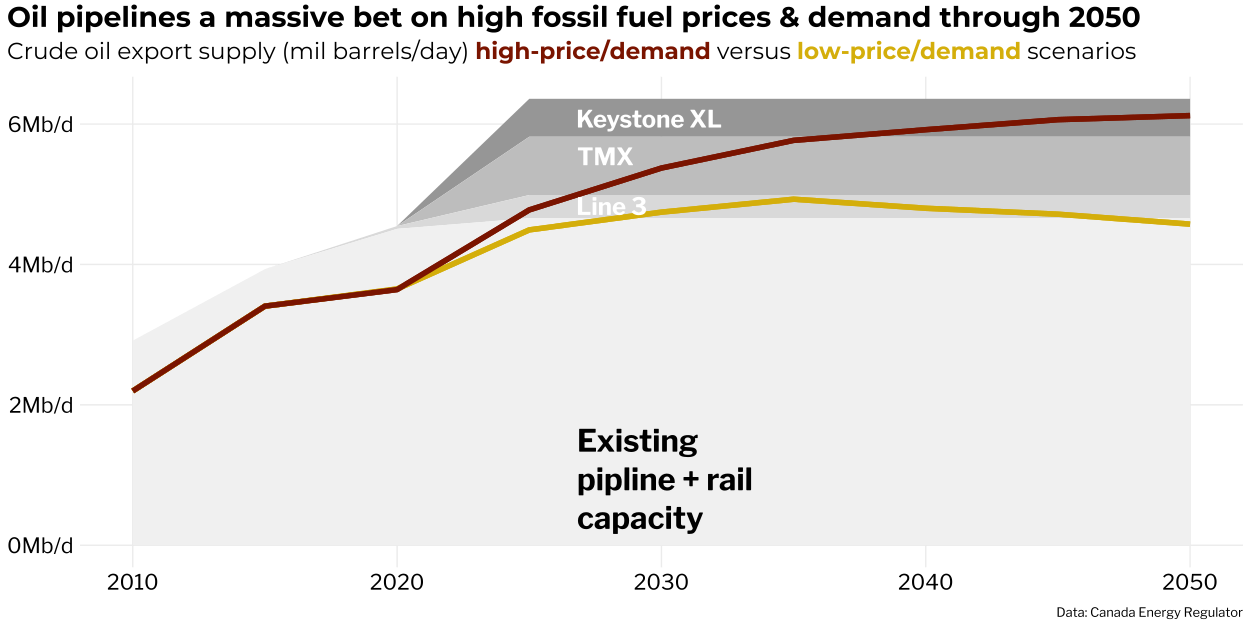 Oil pipelines a massive bet on high fossil fuel prices & demand through 2050
Crude oil export supply (mil barrels/day) high-price/demand versus low-price/demand scenarios
6Mb/d
Keystone XL
TMX
Line 3
4Mb/d
2Mb/d
Existing
pipline + rail
capacity
0Mb/d
2010 2020 2030 2040 2050
Data: Canada Energy Regulator